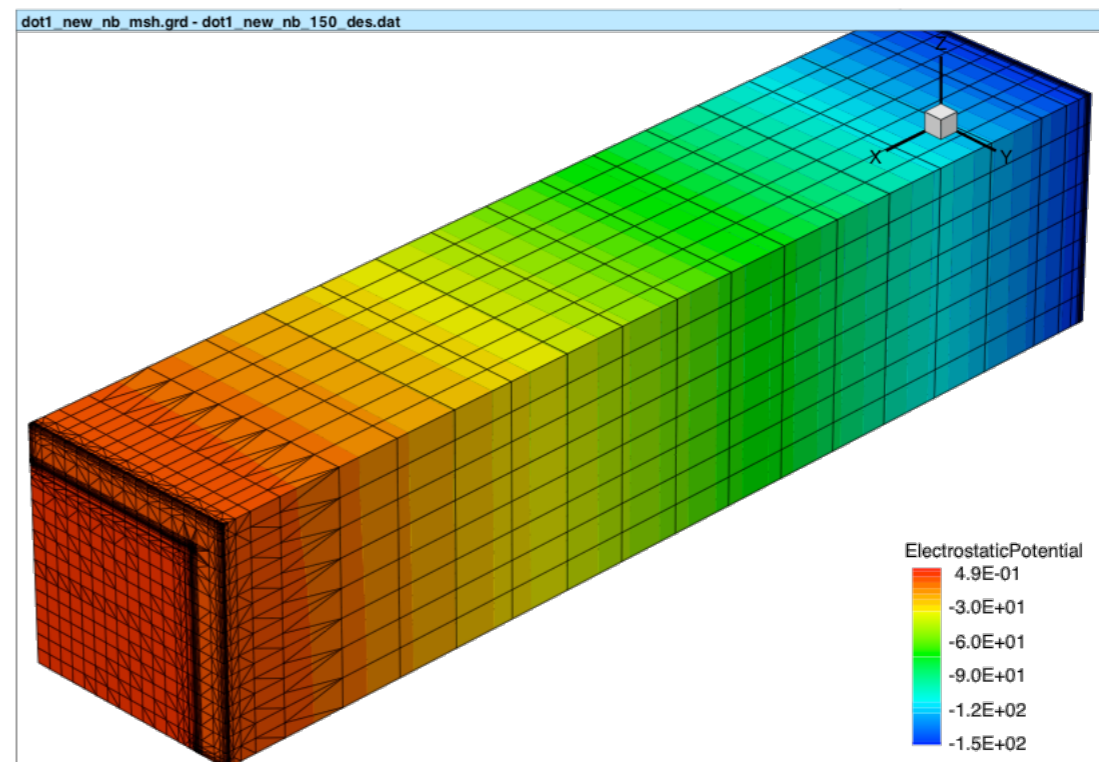 dot1_new_nb_msh.grd - dot1_new_nb_150_des.dat
Z
X
Y
ElectrostaticPotential
4.9E-01
-3.0E+01
-6.0E+01
-9.0E+01
-1.2E+02
-1.5E+02